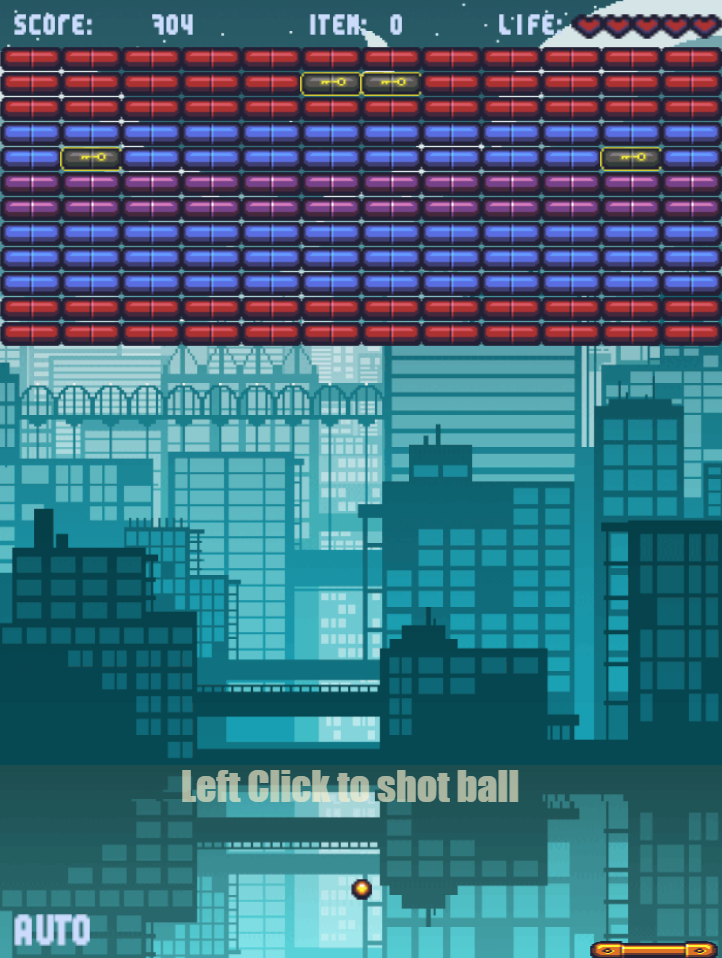 SCORE: 704 ITEM: 0 LIFE:
Left Click to shot ball
AUTO